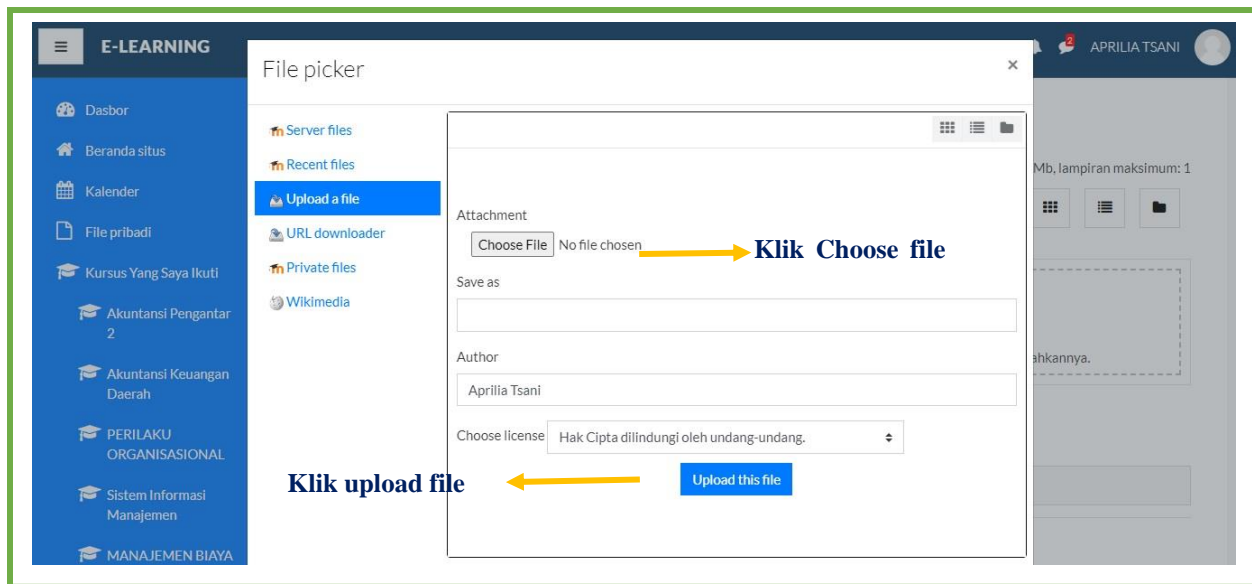 E-LEARNING
2
APRILIA TSANI
File picker
×
Dasbor
Beranda situs
Kalender
File pribadi
Kursus Yang Saya Ikuti
Akuntansi Pengantar
2
Akuntansi Keuangan
Daerah
PERILAKU
ORGANISASIONAL
Sistem Informasi
Manajemen
MANAJEMEN BIAYA
Server files
Recent files
Upload a file
URL downloader
Private files
Wikimedia
Attachment
Choose File No file chosen
Klik Choose file
Save as
Author
Aprilia Tsani
Choose license Hak Cipta dilindungi oleh undang-undang.
Klik upload file
Upload this file
Mb, lampiran maksimum: 1
ahkannya.